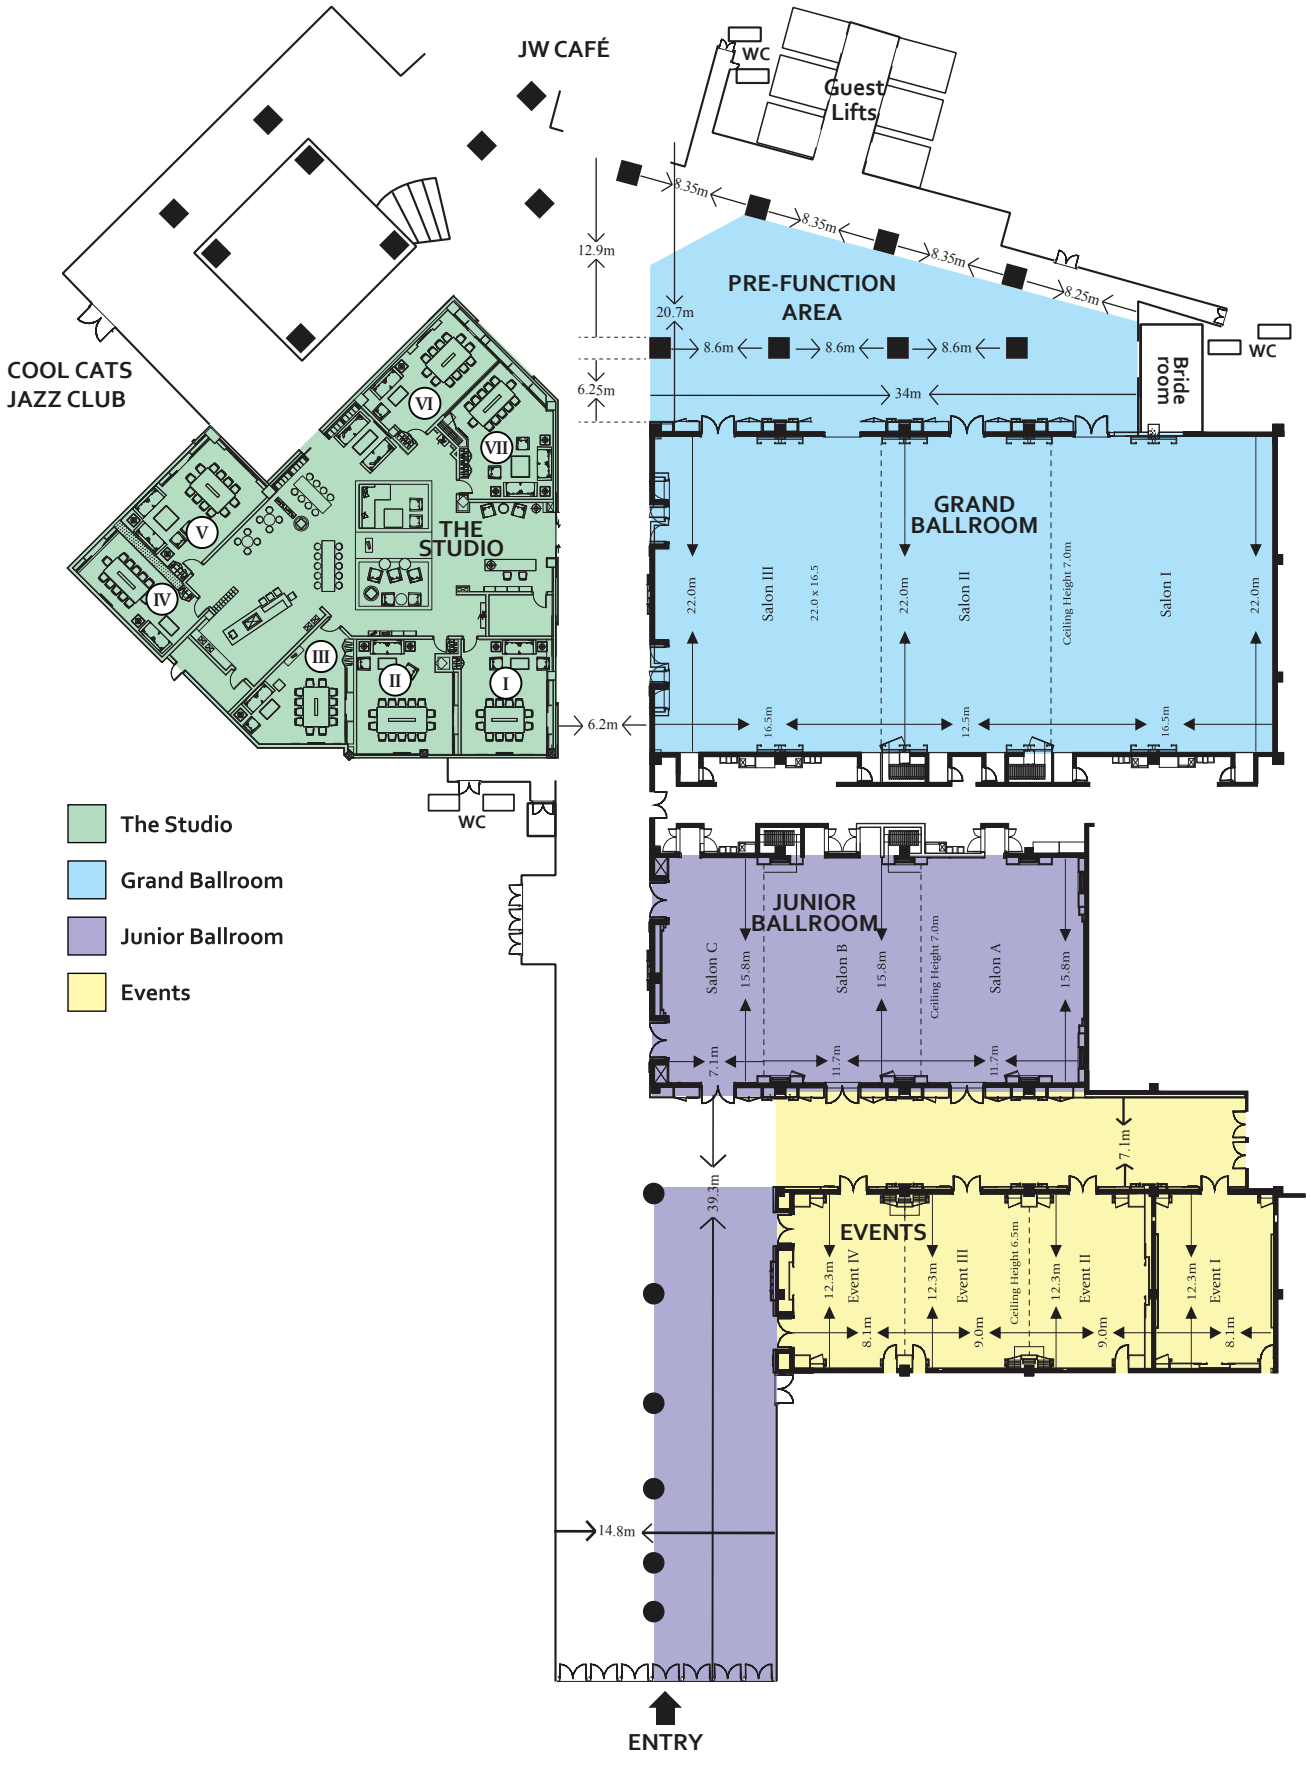 JW CAFÉ
WC
Guest
Lifts
8.35m
8.35m
8.35m
8.25m
12.9m
20.7m
PRE-FUNCTION
AREA
8.6m
8.6m
8.6m
6.25m
34m
Bride
room
WC
COOL CATS
JAZZ CLUB
VI
VII
V
IV
III
II
I
THE
STUDIO
GRAND
BALLROOM
22.0m
Salon III
22.0 x 16.5
22.0m
Salon II
Ceiling Height 7.0m
Salon I
22.0m
6.2m
16.5m
12.5m
16.5m
WC
The Studio
Grand Ballroom
Junior Ballroom
Events
JUNIOR
BALLROOM
Salon C
15.8m
Salon B
15.8m
Ceiling Height 7.0m
Salon A
15.8m
7.1m
11.7m
11.7m
7.1m
39.3m
EVENTS
12.3m
Event IV
12.3m
Event III
Ceiling Height 6.5m
12.3m
Event II
12.3m
Event I
8.1m
9.0m
9.0m
8.1m
14.8m
ENTRY